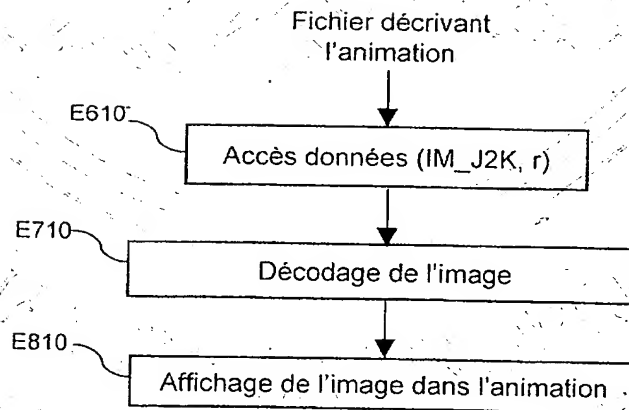 Fichier décrivant
l'animation
E610
Accès données (IM_J2K, r)
E710
Décodage de l'image
E810
Affichage de l'image dans l'animation